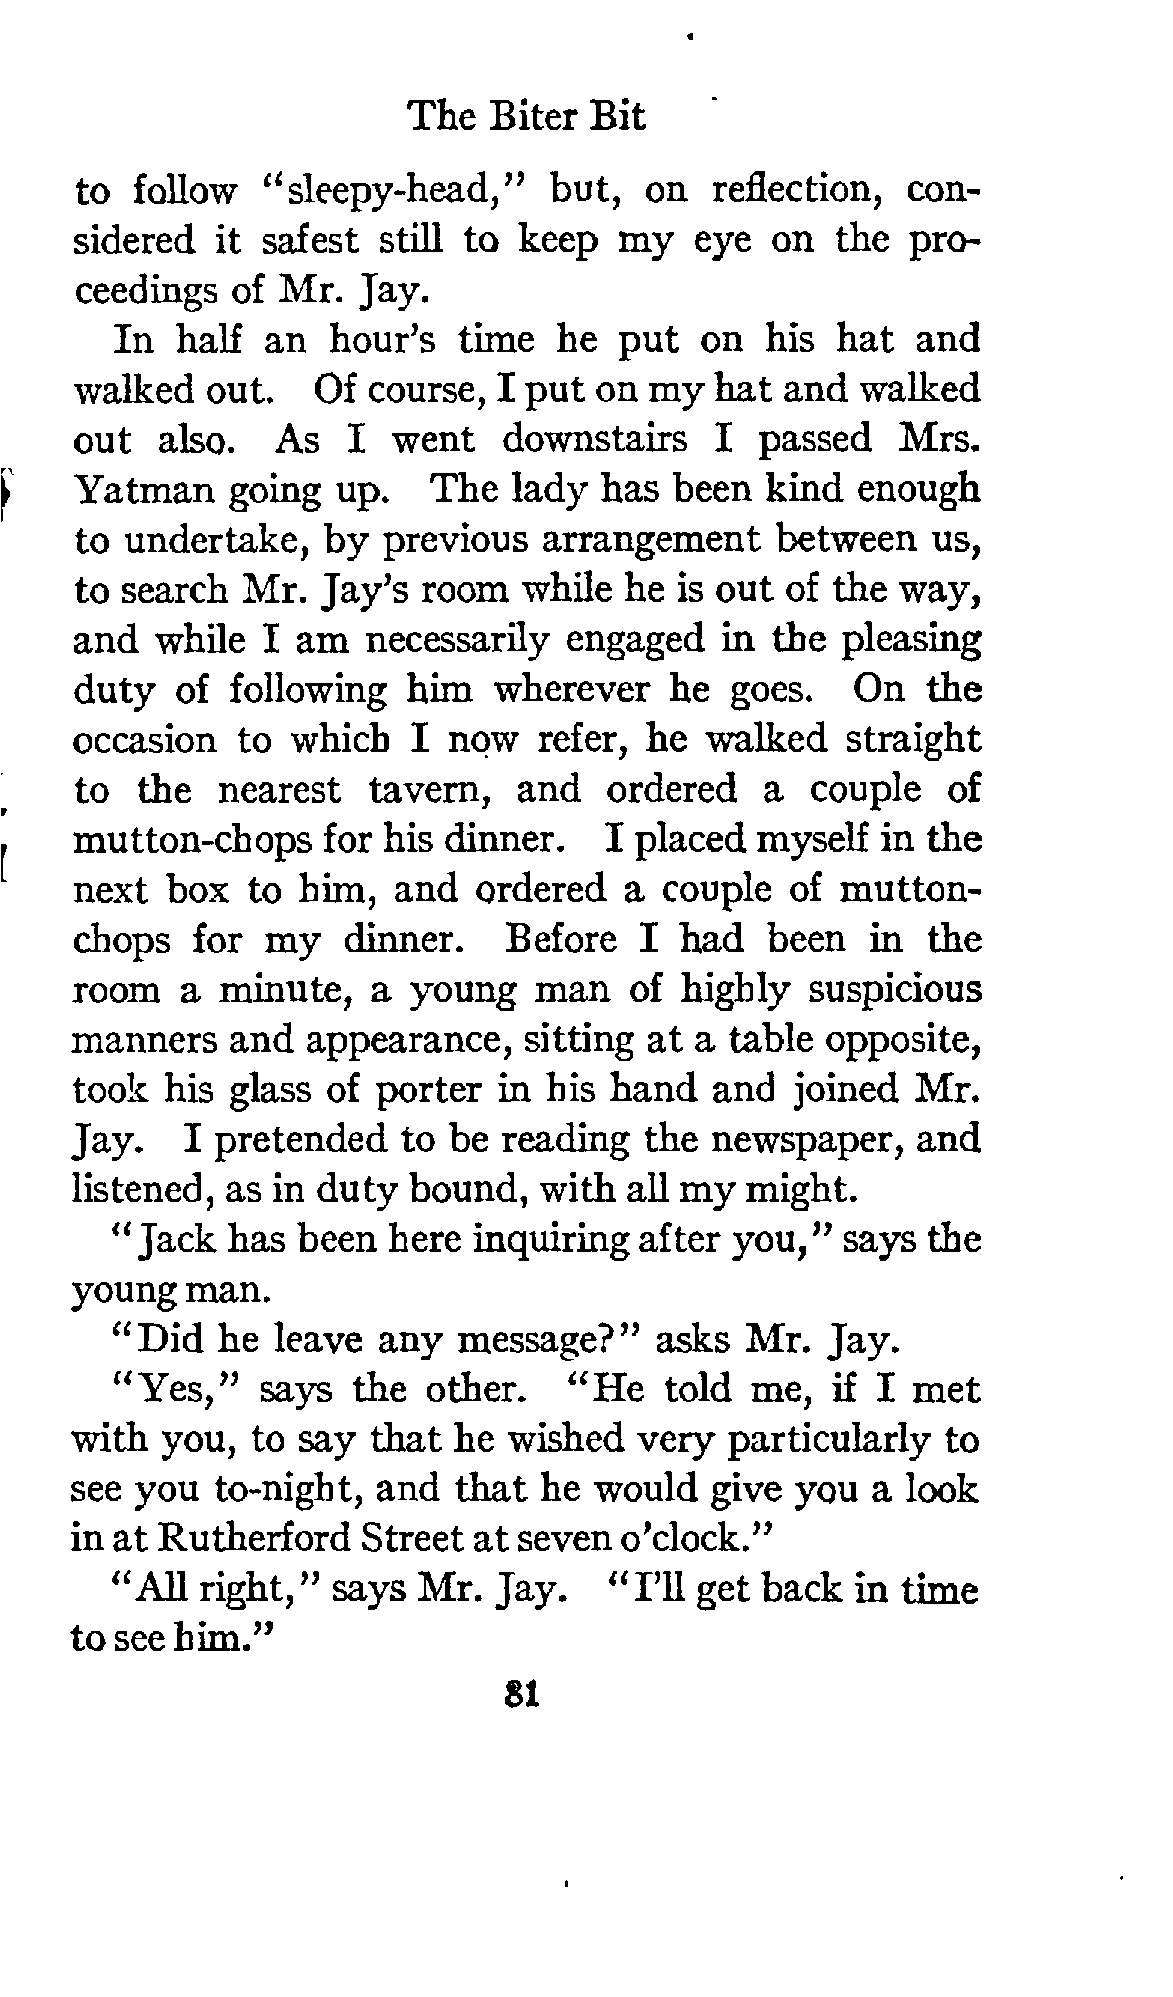 The Biter Bit
to follow "sleepy-head," but, on reflection, con-
sidered it safest still to keep my eye on the pro-
ceedings of Mr. Jay.
In half an hour's time he put on his hat and
walked out. Of course, I put on my hat and walked
out also. As I went downstairs I passed Mrs.
Yatman going up. The lady has been kind enough
to undertake, by previous arrangement between us,
to search Mr. Jay's room while he is out of the way,
and while I am necessarily engaged in the pleasing
duty of following him wherever he goes. On the
occasion to which I now refer, he walked straight
to the nearest tavern, and ordered a couple of
mutton-chops for his dinner. I placed myself in the
next box to him, and ordered a couple of mutton-
chops for my dinner. Before I had been in the
room a minute, a young man of highly suspicious
manners and appearance, sitting at a table opposite,
took his glass of porter in his hand and joined Mr.
Jay. I pretended to be reading the newspaper, and
listened, as in duty bound, with all my might.
"Jack has been here inquiring after you," says the
young man.
"Did he leave any message?" asks Mr. Jay.
"Yes," says the other. "He told me, if I met
with you, to say that he wished very particularly to
see you to-night, and that he would give you a look
in at Rutherford Street at seven o'clock."
"All right," says Mr. Jay. "I'll get back in time
to see him."
81